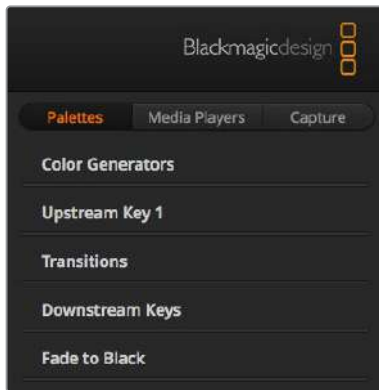 Blackmagicdesign
Palettes Media Players Capture
Color Generators
Upstream Key 1
Transitions
Downstream Keys
Fade to Black